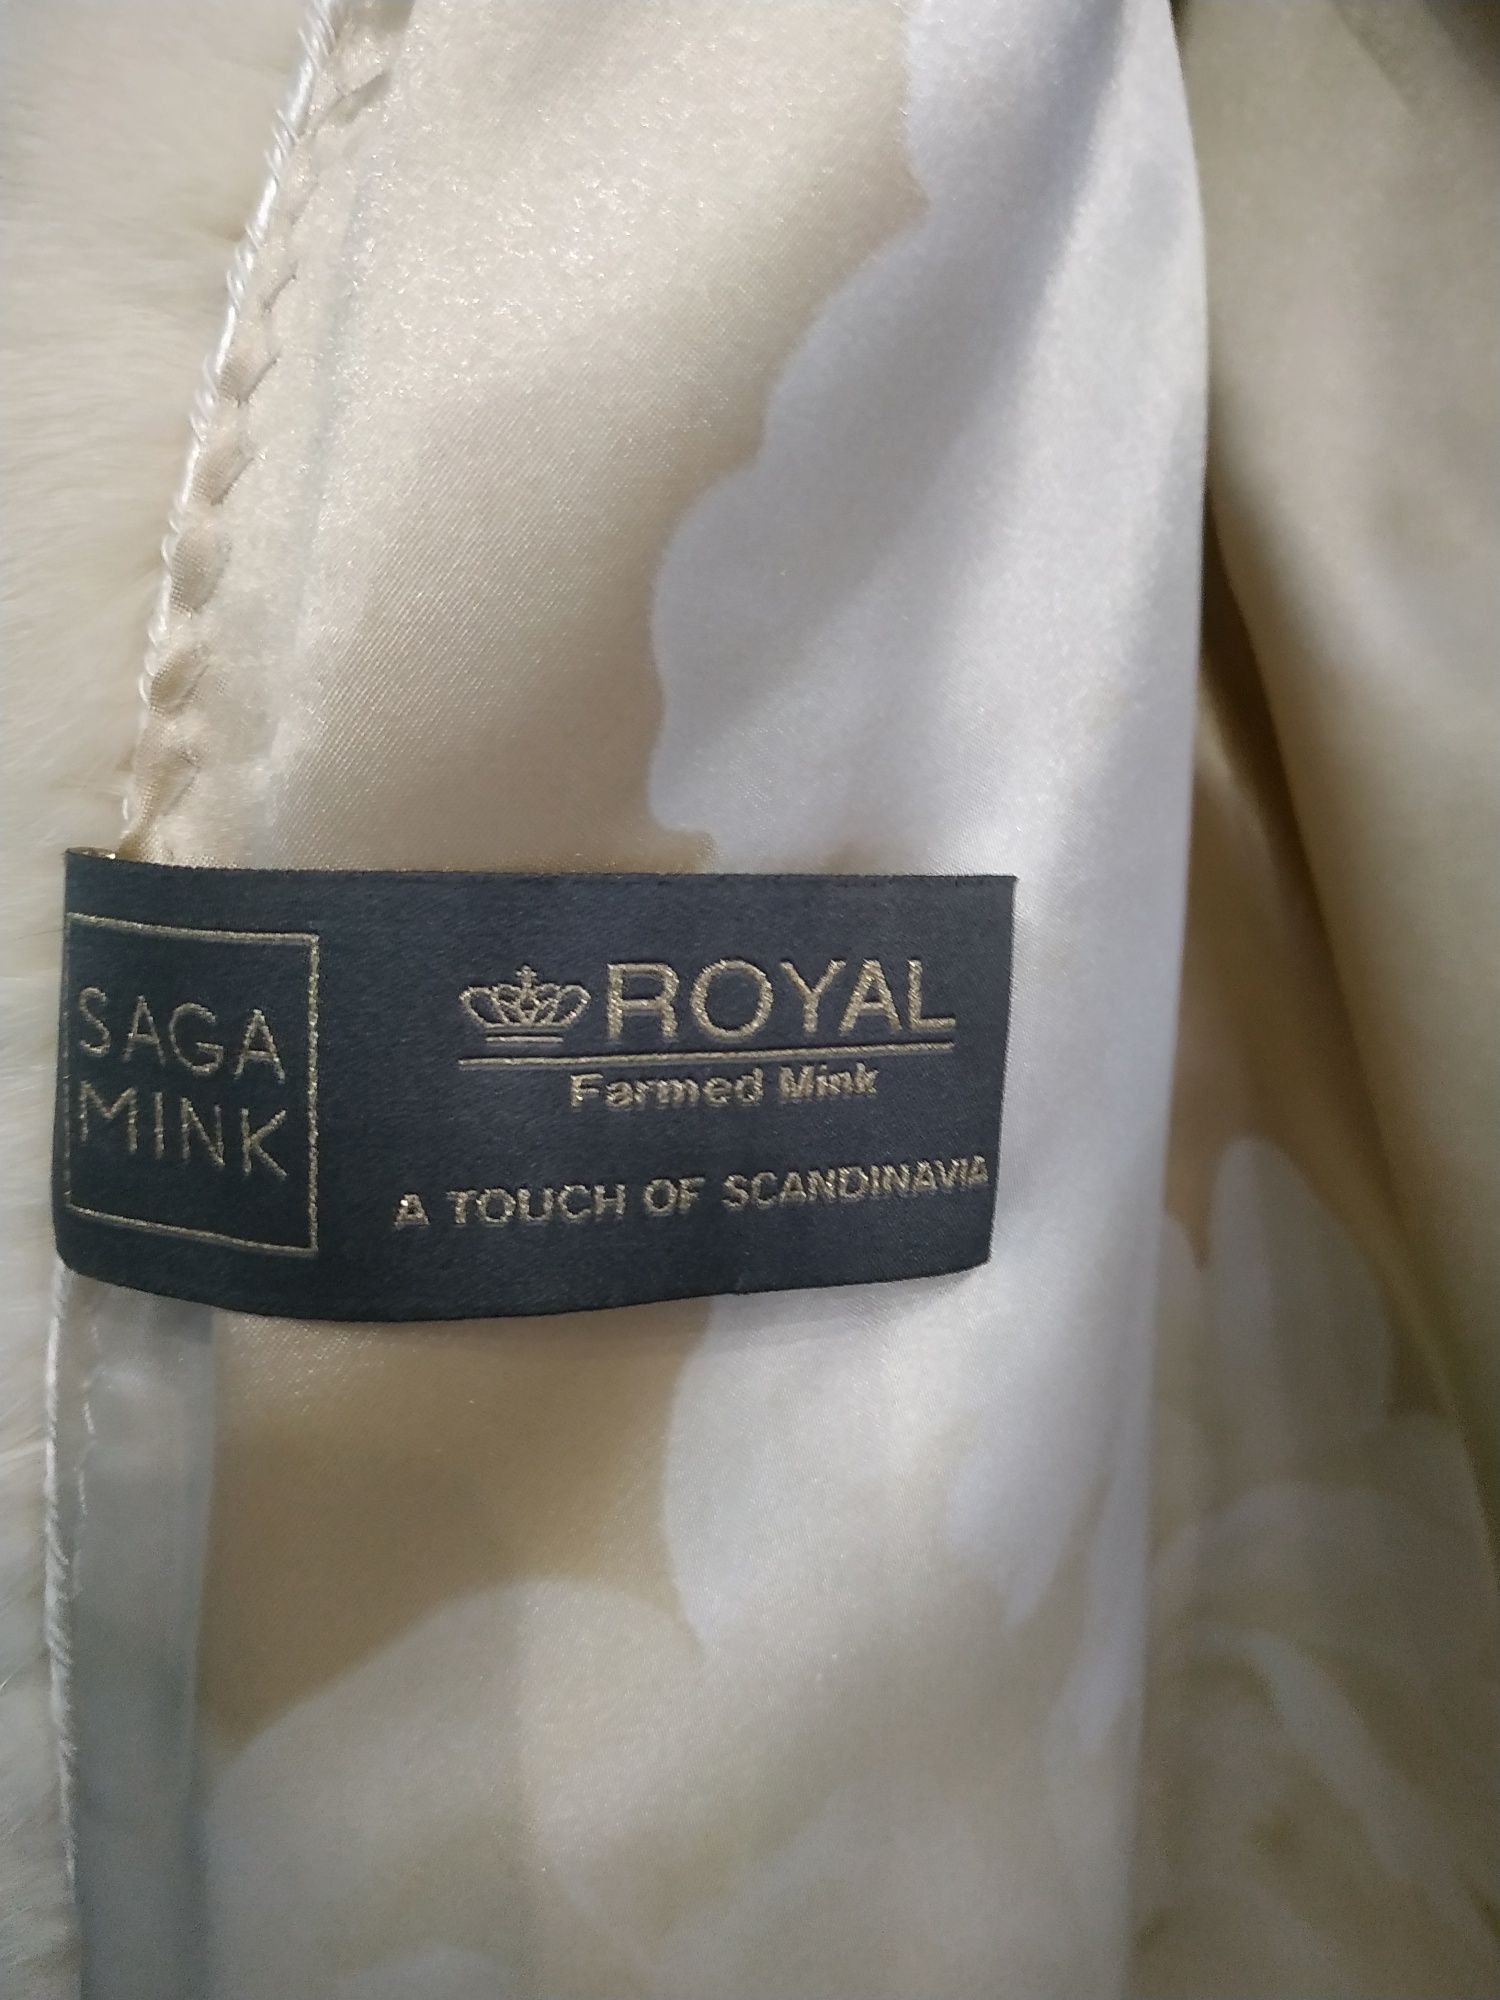 SAGA
MINK
ROYAL
Farmed Mink
A TOUCH OF SCANDINAVIA